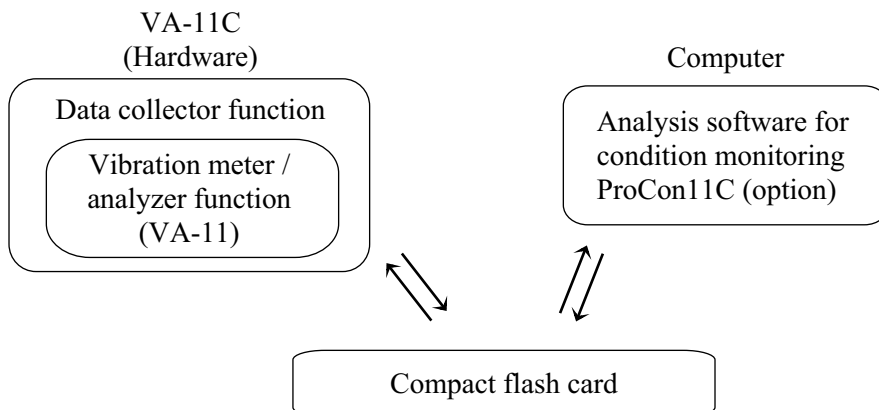 VA-11C
(Hardware)
Data collector function
Vibration meter /
analyzer function
(VA-11)
Computer
Analysis software for
condition monitoring
ProCon11C (option)
Compact flash card